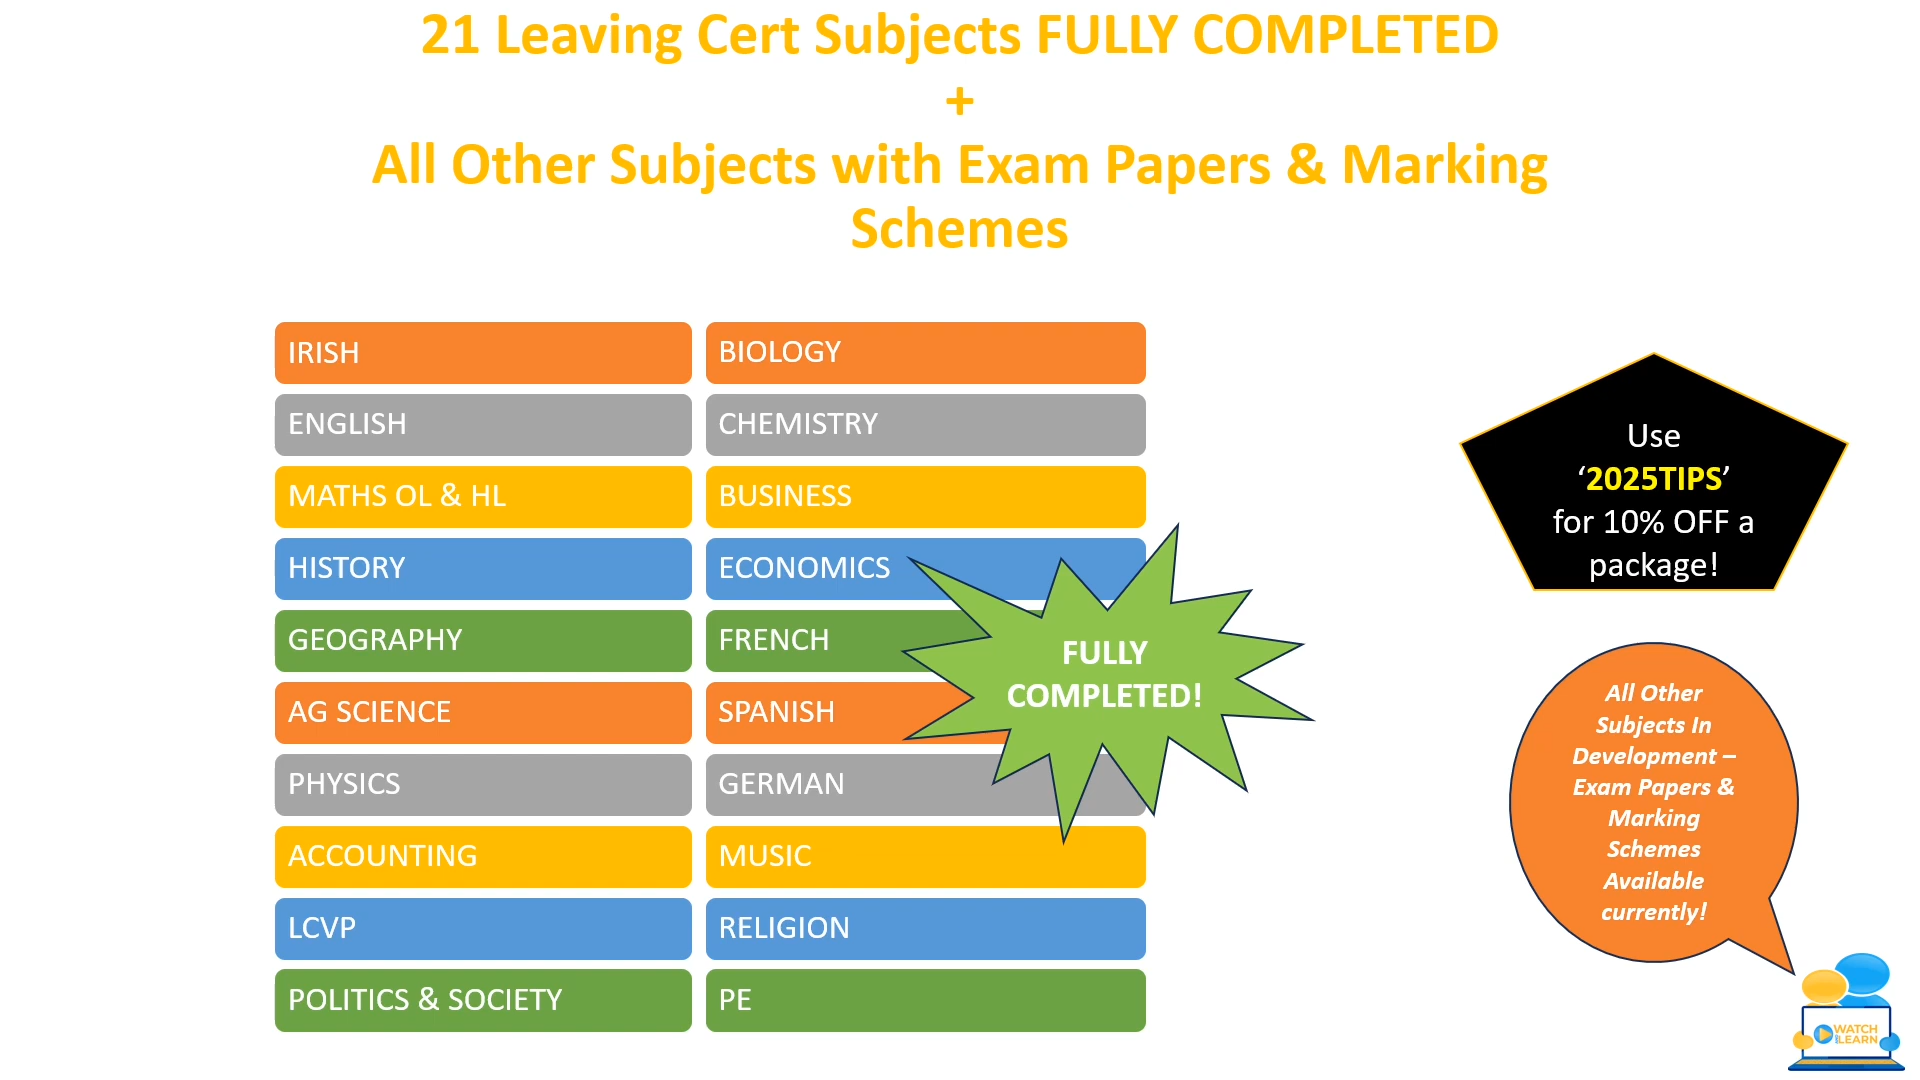 21 Leaving Cert Subjects FULLY COMPLETED
+
All Other Subjects with Exam Papers & Marking
Schemes
IRISH
ENGLISH
MATHS OL & HL
HISTORY
GEOGRAPHY
AG SCIENCE
PHYSICS
ACCOUNTING
LCVP
POLITICS & SOCIETY
BIOLOGY
CHEMISTRY
BUSINESS
ECONOMICS
FRENCH
SPANISH
GERMAN
MUSIC
RELIGION
PE
FULLY
COMPLETED!
Use
‘2025TIPS’
for 10% OFF a
package!
All Other
Subjects In
Development –
Exam Papers &
Marking
Schemes
Available
currently!
WATCH
LEARN